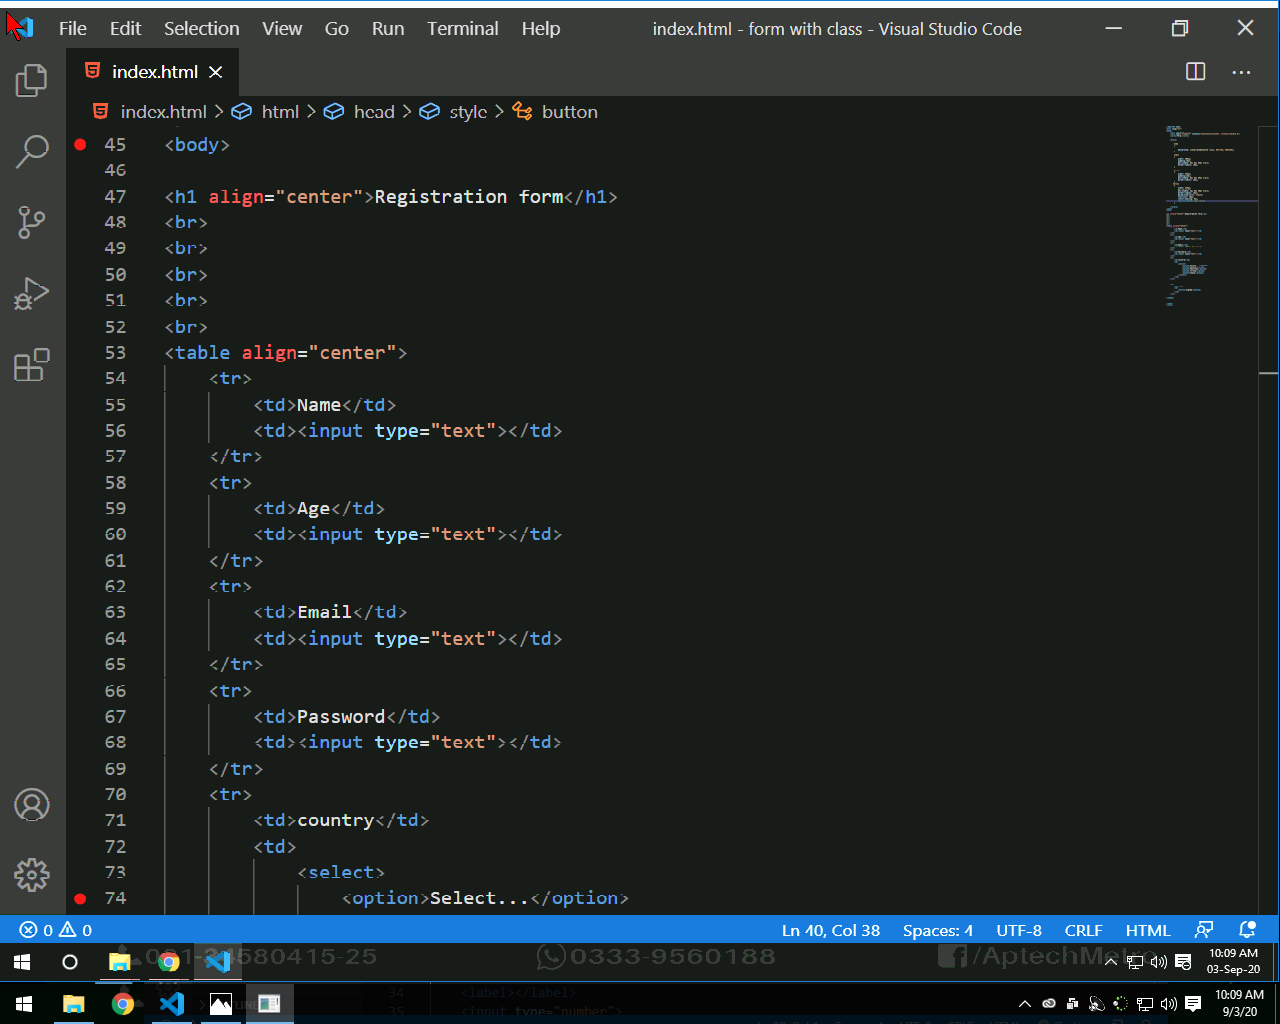 File Edit Selection View Go Run Terminal Help index.html - form with class - Visual Studio Code
index.html
index.html > html > head > style > button
45 <body>
46
47 <h1 align="center">Registration form</h1>
48 <br>
49 <br>
50 <br>
51 <br>
52 <br>
53 <table align="center">
54 <tr>
55 <td>Name</td>
56 <td><input type="text"></td>
57 </tr>
58 <tr>
59 <td>Age</td>
60 <td><input type="text"></td>
61 </tr>
62 <tr>
63 <td>Email</td>
64 <td><input type="text"></td>
65 </tr>
66 <tr>
67 <td>Password</td>
68 <td><input type="text"></td>
69 </tr>
70 <tr>
71 <td>country</td>
72 <td>
73 <select>
74 <option>Select...</option>
0 0 Ln 40, Col 38 Spaces: 4 UTF-8 CRLF HTML
0333-9560188 /AptechMetro 10:09 AM
03-Sep-20
34 <label></label>
35 <input type="number">
10:09 AM
9/3/20